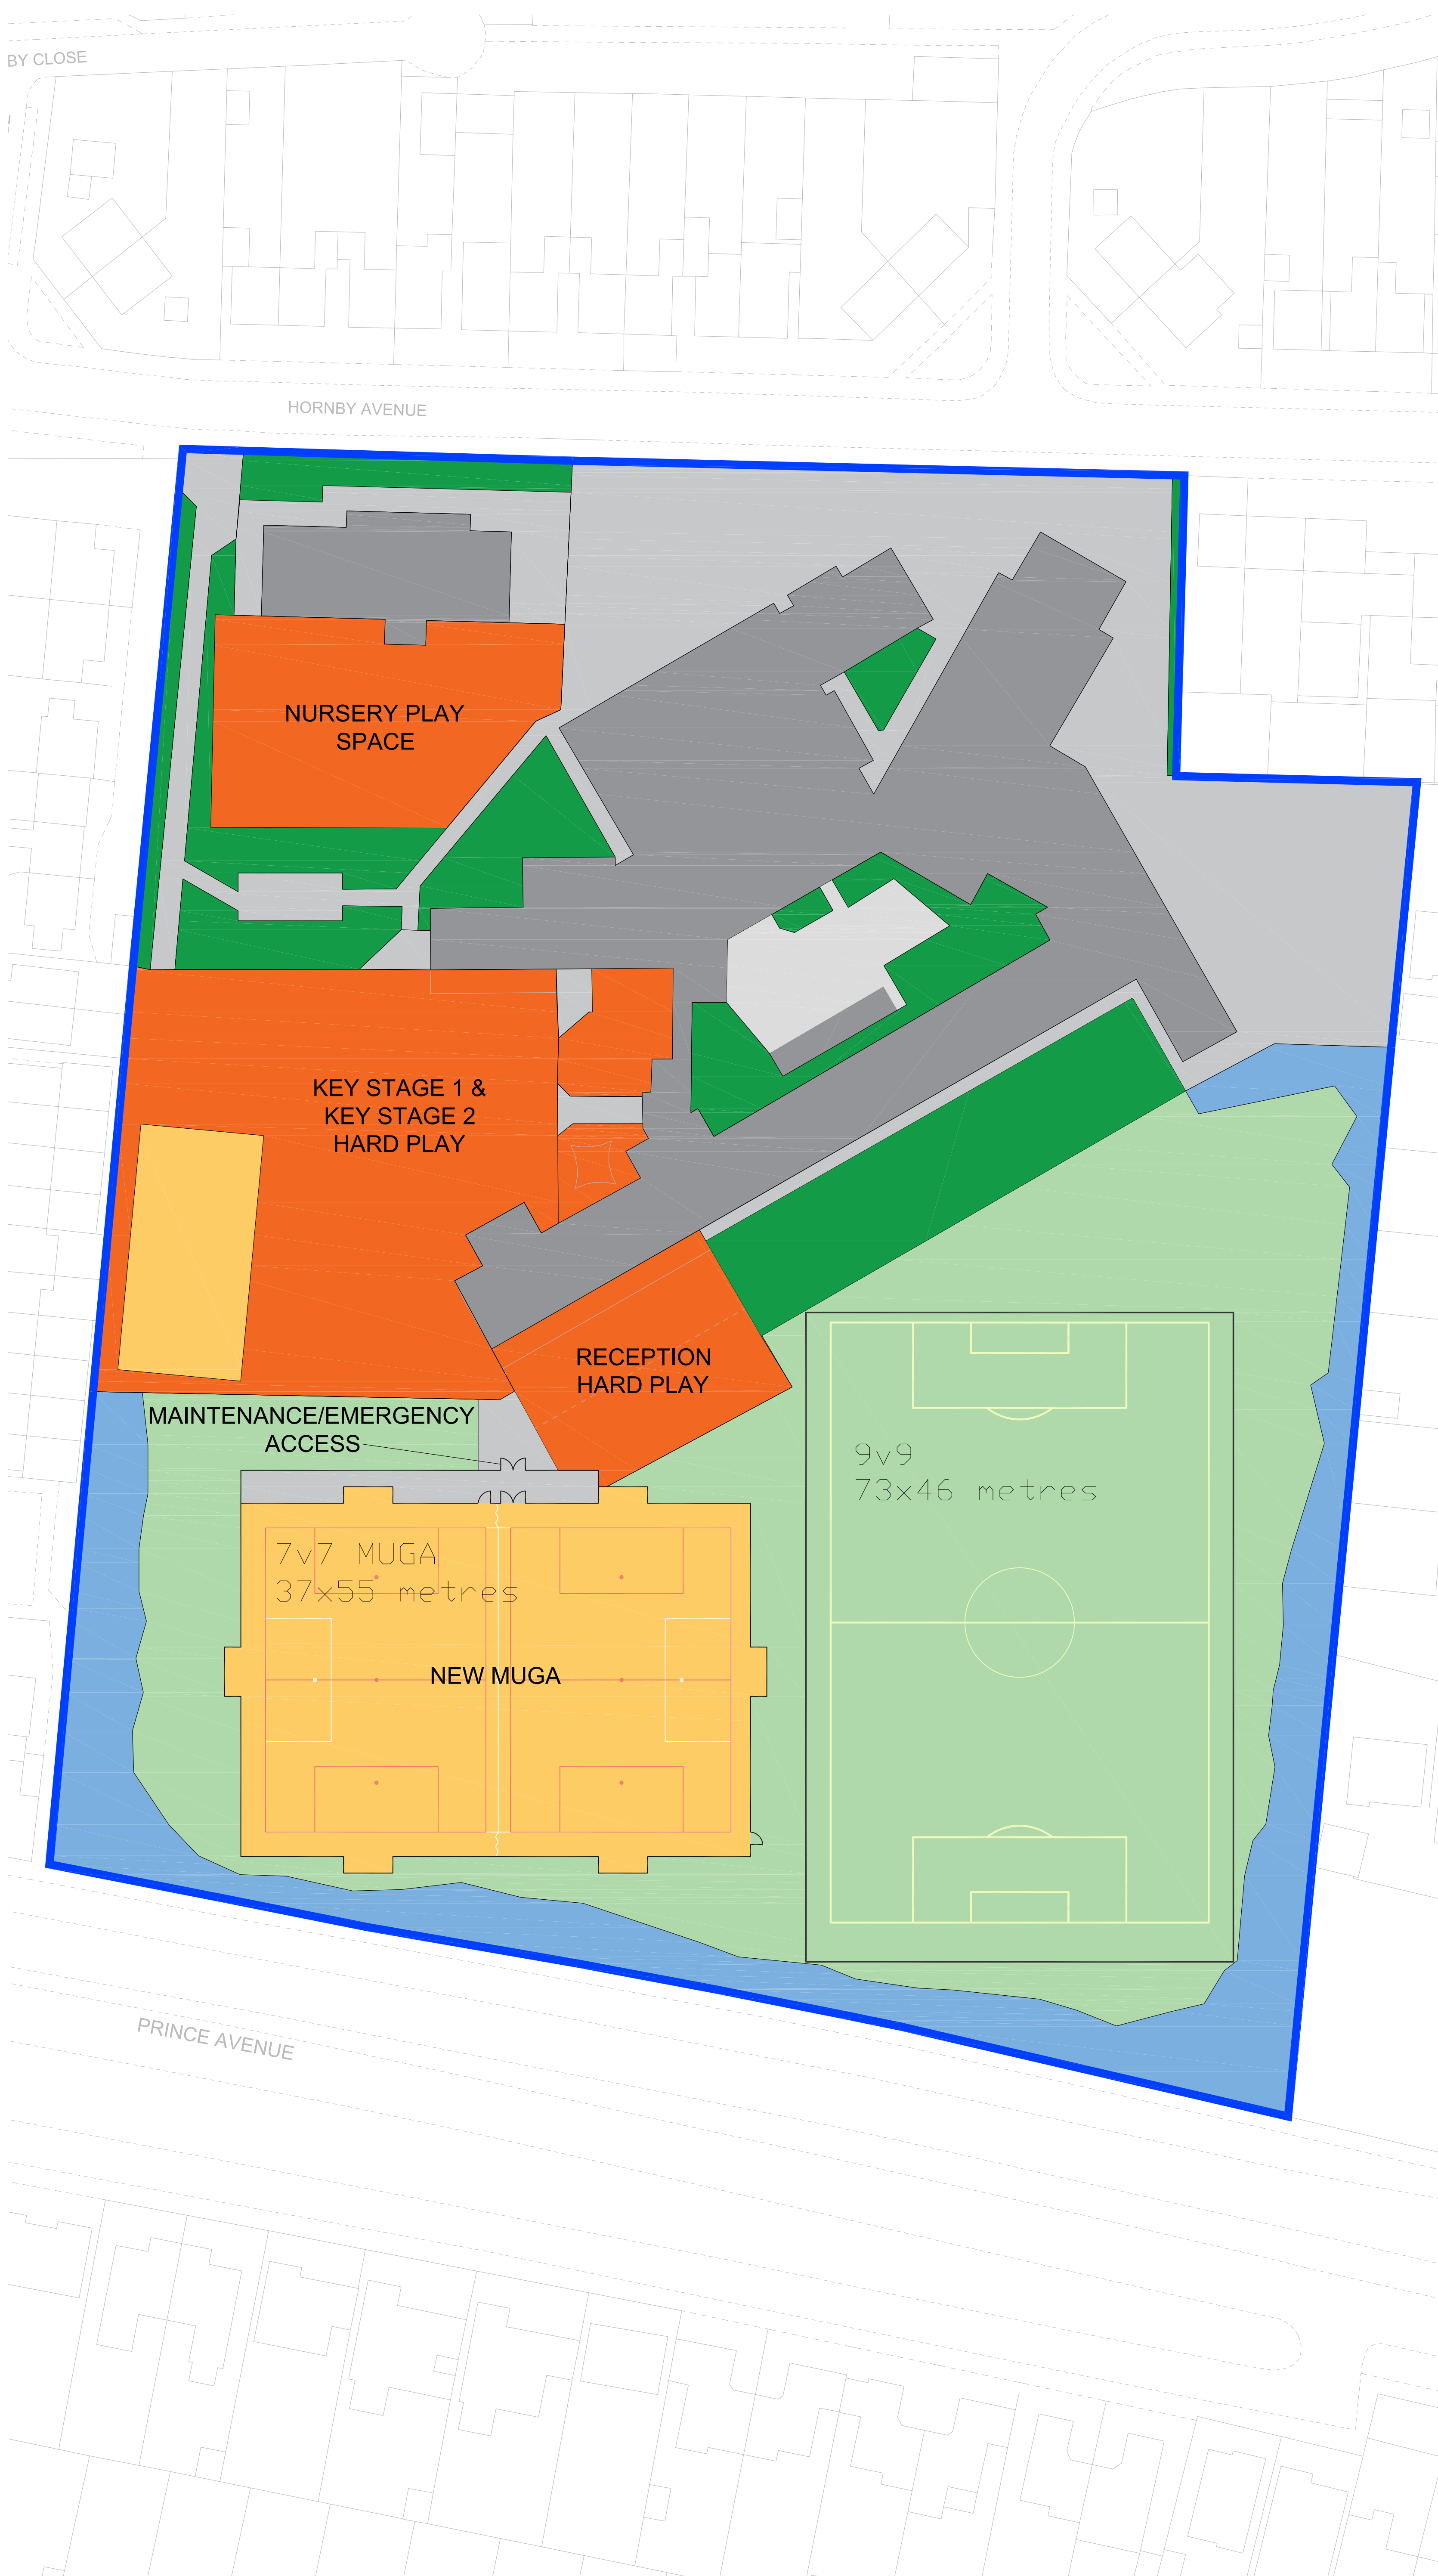 BY CLOSE
HORNBY AVENUE
NURSERY PLAY
SPACE
KEY STAGE 1 &
KEY STAGE 2
HARD PLAY
RECEPTION
HARD PLAY
MAINTENANCE/EMERGENCY
ACCESS
9v9
73x46 metres
7v7 MUGA
37x55 metres
NEW MUGA
PRINCE AVENUE